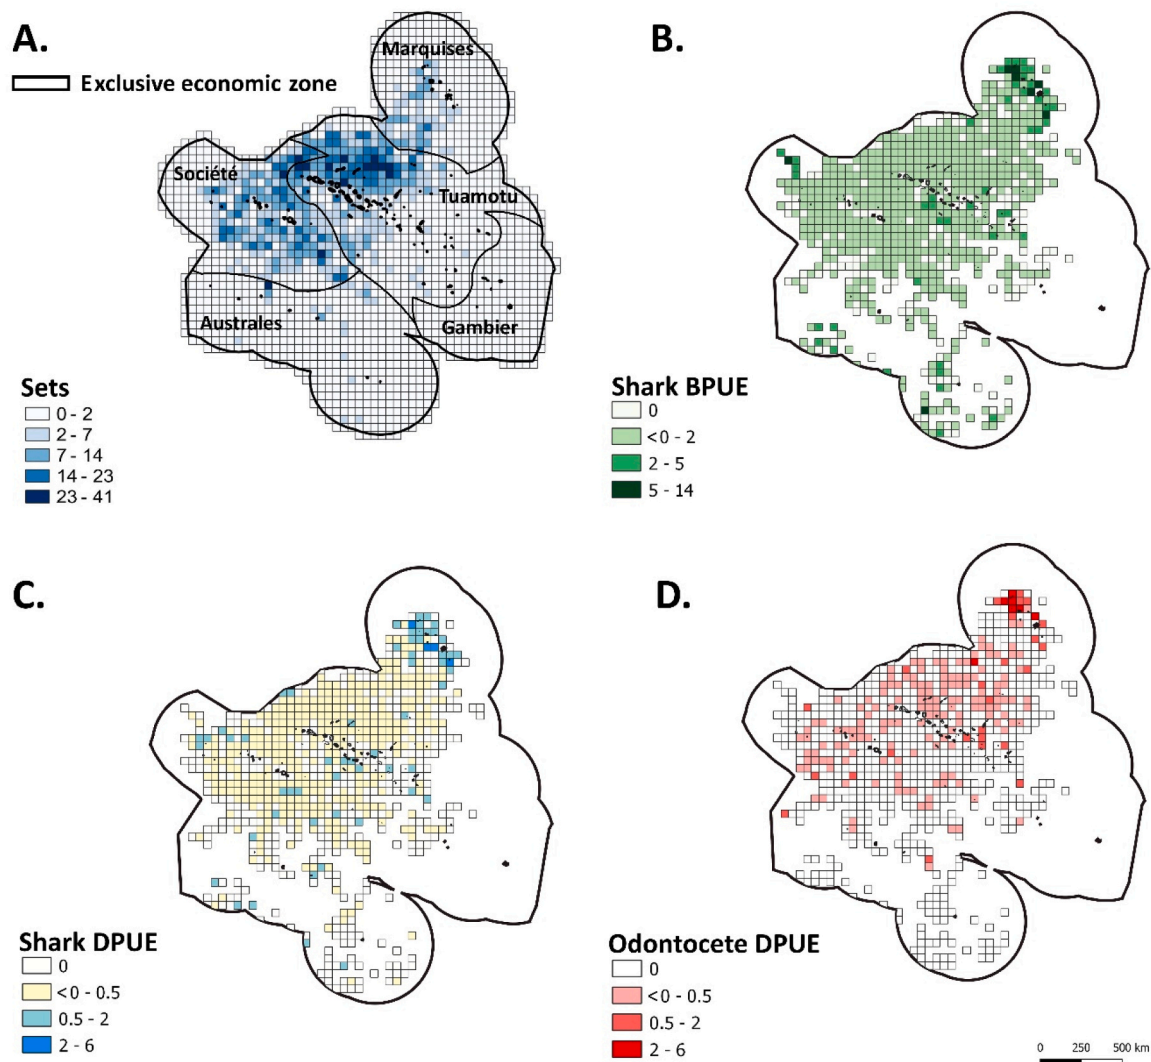 A.
Exclusive economic zone
Marquises
Société
Tuamotu
Australes
Gambier
Sets
0 - 2
2 - 7
7 - 14
14 - 23
23 - 41
B.
Shark BPUE
0
<0 - 2
2 - 5
5 - 14
C.
Shark DPUE
0
<0 - 0.5
0.5 - 2
2 - 6
D.
Odontocete DPUE
0
<0 - 0.5
0.5 - 2
2 - 6
0 250 500 km